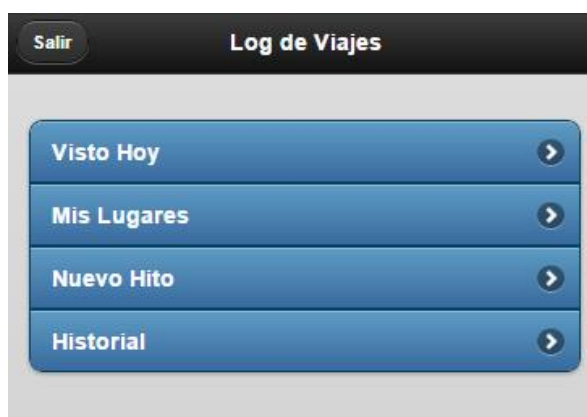 Salir Log de Viajes
Visto Hoy
Mis Lugares
Nuevo Hito
Historial